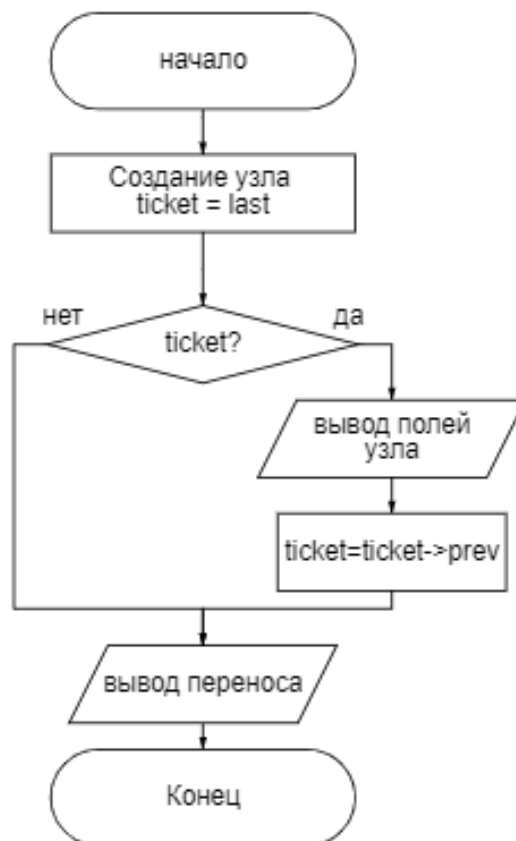 начало
Создание узла
ticket = last
нет
да
ticket?
вывод полей
узла
ticket=ticket->prev
вывод переноса
Конец